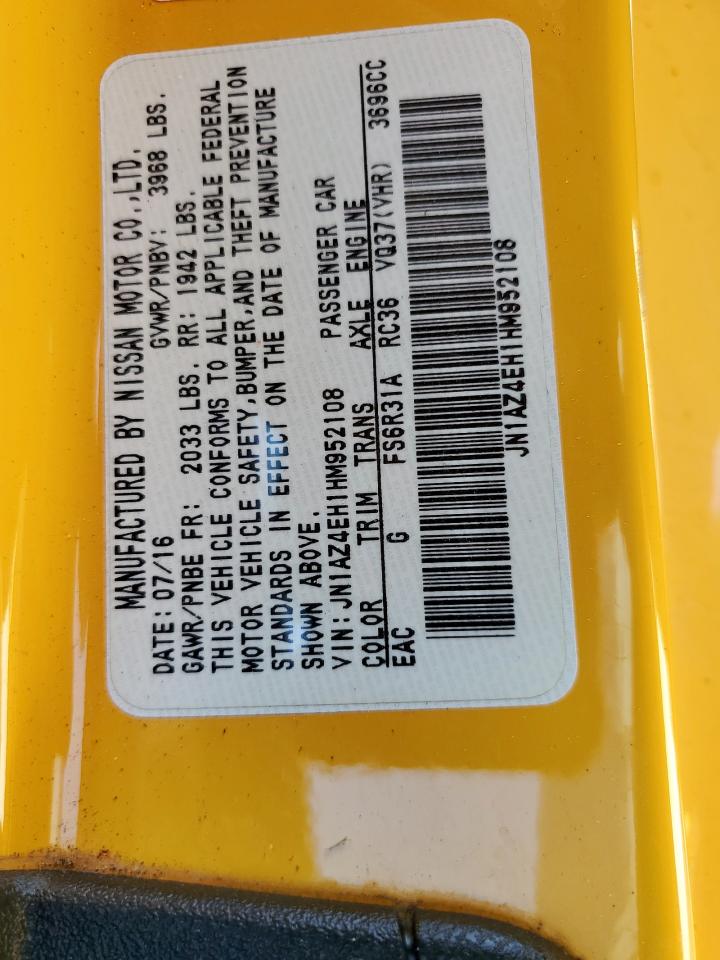 MANUFACTURED BY NISSAN MOTOR CO.,LTD.
DATE: 07/16 GVWR/PNBV: 3968 LBS.
GAWR/PNBE FR: 2033 LBS. RR: 1942 LBS.
THIS VEHICLE CONFORMS TO ALL APPLICABLE FEDERAL
MOTOR VEHICLE SAFETY,BUMPER,AND THEFT PREVENTION
STANDARDS IN EFFECT ON THE DATE OF MANUFACTURE
SHOWN ABOVE.
VIN: JN1AZ4EH1HM952108 PASSENGER CAR
COLOR TRIM TRANS AXLE ENGINE
EAC G FS6R31A RC36 VQ37(VHR) 3696CC
JN1AZ4EH1HM952108